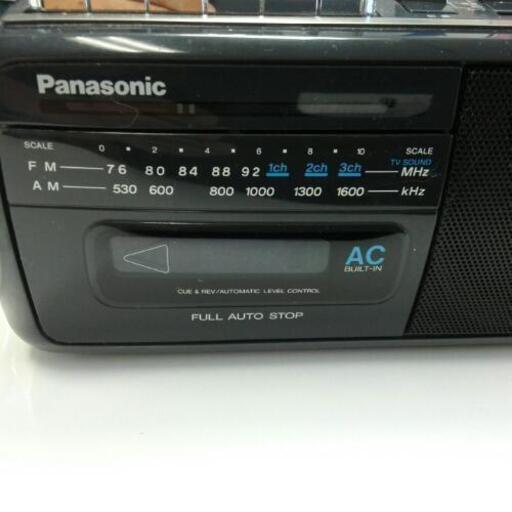 Panasonic
SCALE 0 • 2 • 4 • 6 • 8 • 10 SCALE
TV SOUND
FM 76 80 84 88 92 1ch 2ch 3ch MHz
AM 530 600 800 1000 1300 1600 kHz
AC
BUILT-IN
CUE & REV/AUTOMATIC LEVEL CONTROL
FULL AUTO STOP